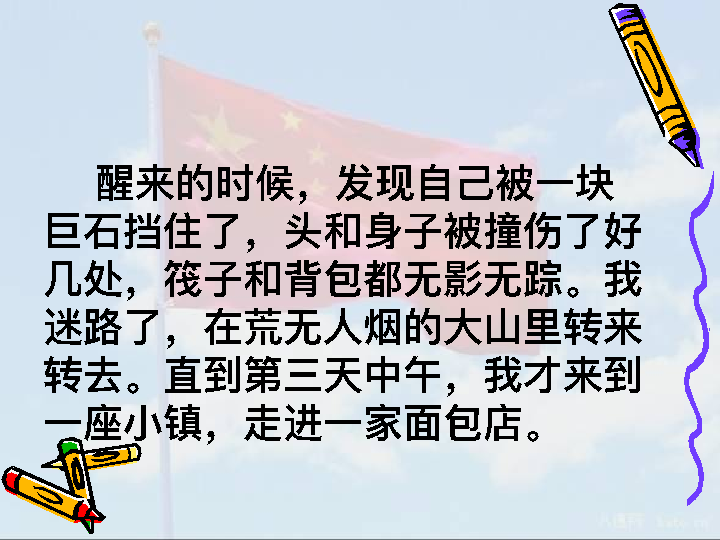 醒来的时候，发现自己被一块
巨石挡住了，头和身子被撞伤了好
几处，筏子和背包都无影无踪。我
迷路了，在荒无人烟的大山里转来
转去。直到第三天中午，我才来到
一座小镇，走进一家面包店。